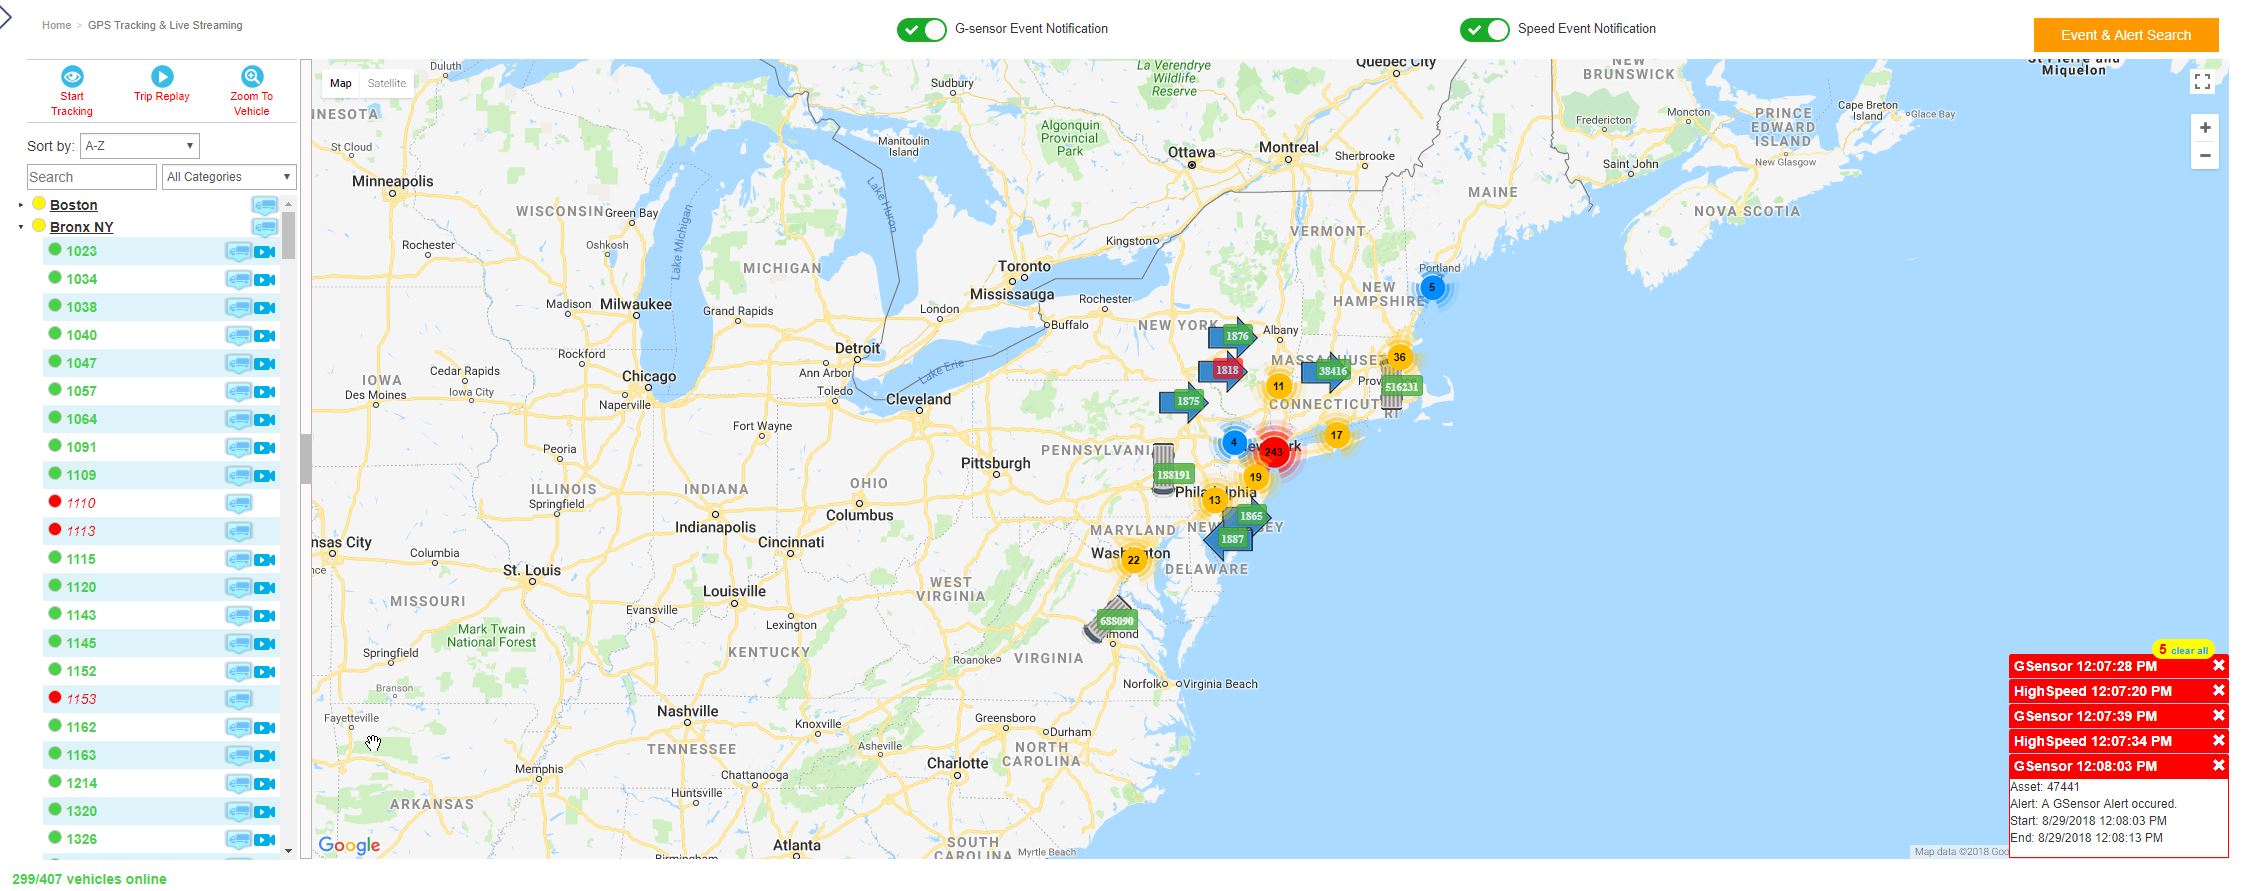 Home > GPS Tracking & Live Streaming
G-sensor Event Notification
Speed Event Notification
Event & Alert Search
Start Tracking
Trip Replay
Zoom To Vehicle
Sort by: A-Z
Search
All Categories
Boston
Bronx NY
1023
1034
1038
1040
1047
1057
1064
1091
1109
1110
1113
1115
1120
1143
1145
1152
1153
1162
1163
1214
1320
1326
299/407 vehicles online
Map
Satellite
Duluth
Sudbury
La Verendrye
Wildlife
Reserve
Quebec City
NEW
BRUNSWICK
St Pierre and
Miquelon
NESOTA
St Cloud
Manitoulin
Island
Algonquin
Provincial
Park
Fredericton
Moncton
PRINCE
EDWARD
ISLAND
Cape Breton
Island
Glace Bay
Ottawa
Montreal
Sherbrooke
Saint John
New Glasgow
Minneapolis
MAINE
NOVA SCOTIA
WISCONSIN
Green Bay
Lake Michigan
Lake Huron
Rochester
Oshkosh
Kingston
VERMONT
MICHIGAN
Toronto
Mississauga
Portland
Madison
Milwaukee
Grand Rapids
London
Rochester
Buffalo
NEW
HAMPSHIRE
5
NEW YORK
1876
Albany
Rockford
Detroit
Ann Arbor
Lake Erie
1818
MASSACHUSE
38416
36
IOWA
Des Moines
Cedar Rapids
Iowa City
Chicago
Naperville
Toledo
Cleveland
1875
11
Prov
516231
CONNECTICUT
RI
Fort Wayne
Peoria
PENNSYLVANI
4
243
17
Pittsburgh
188191
19
ILLINOIS
Springfield
INDIANA
OHIO
Columbus
Philadelphia
13
1865
Indianapolis
MARYLAND
NEW
EY
1887
nsas City
Columbia
Cincinnati
Washington
22
DELAWARE
nce
St. Louis
MISSOURI
Louisville
WEST
VIRGINIA
Evansville
Lexington
688090
mond
Mark Twain
National Forest
Springfield
KENTUCKY
Roanoke
VIRGINIA
Branson
Norfolk
Virginia Beach
Fayetteville
Nashville
Knoxville
Greensboro
Durham
TENNESSEE
Asheville
NORTH
CAROLINA
Memphis
Chattanooga
Charlotte
Huntsville
ARKANSAS
Atlanta
SOUTH
CAROLINA
Myrtle Beach
Birmingham
Google
Map data ©2018 Goo
5 clear all
GSensor 12:07:28 PM
HighSpeed 12:07:20 PM
GSensor 12:07:39 PM
HighSpeed 12:07:34 PM
GSensor 12:08:03 PM
Asset: 47441
Alert: A GSensor Alert occured.
Start: 8/29/2018 12:08:03 PM
End: 8/29/2018 12:08:13 PM